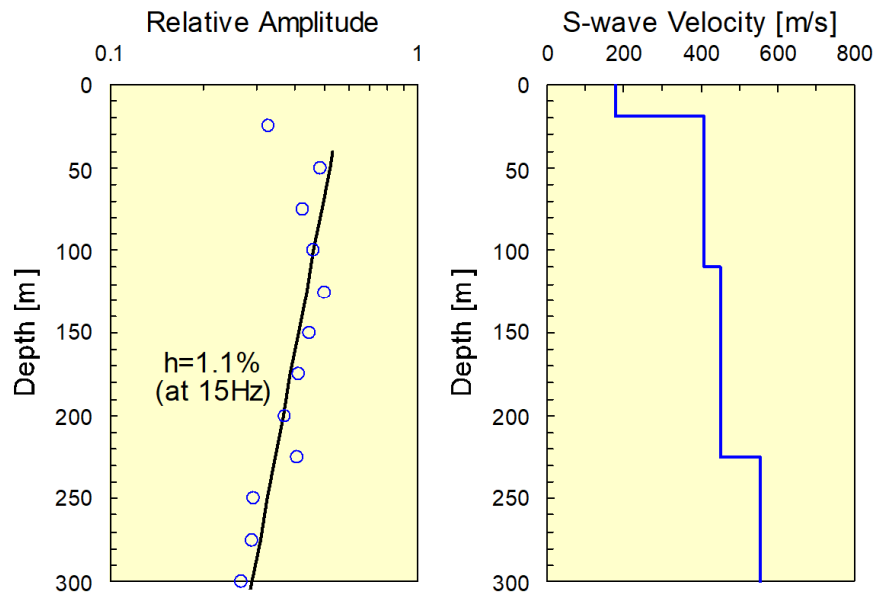 Relative Amplitude
0.1 1
0
50
100
150
200
250
300
Depth [m]
h=1.1%
(at 15Hz)
S-wave Velocity [m/s]
0 200 400 600 800
0
50
100
150
200
250
300
Depth [m]